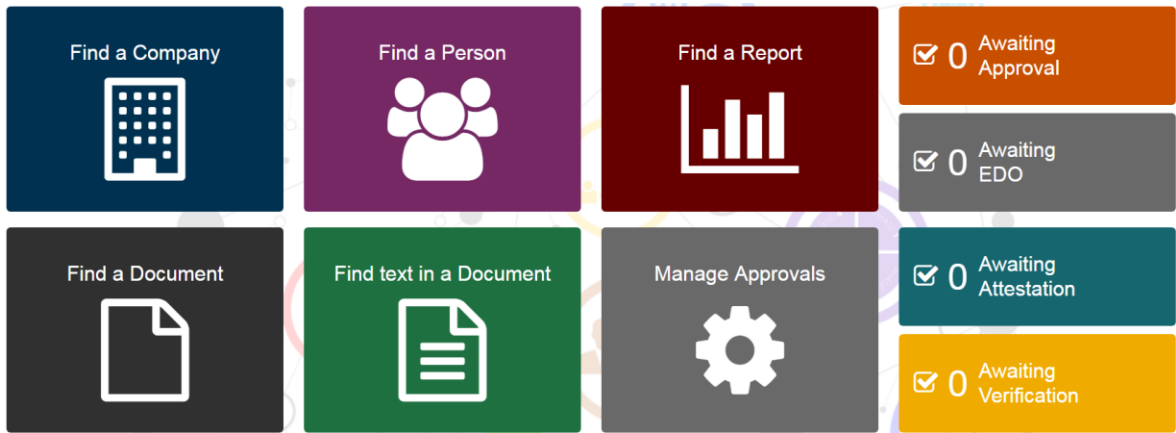 Find a Company
Find a Person
Find a Report
0 Awaiting
Approval
0 Awaiting
EDO
Find a Document
Find text in a Document
Manage Approvals
0 Awaiting
Attestation
0 Awaiting
Verification